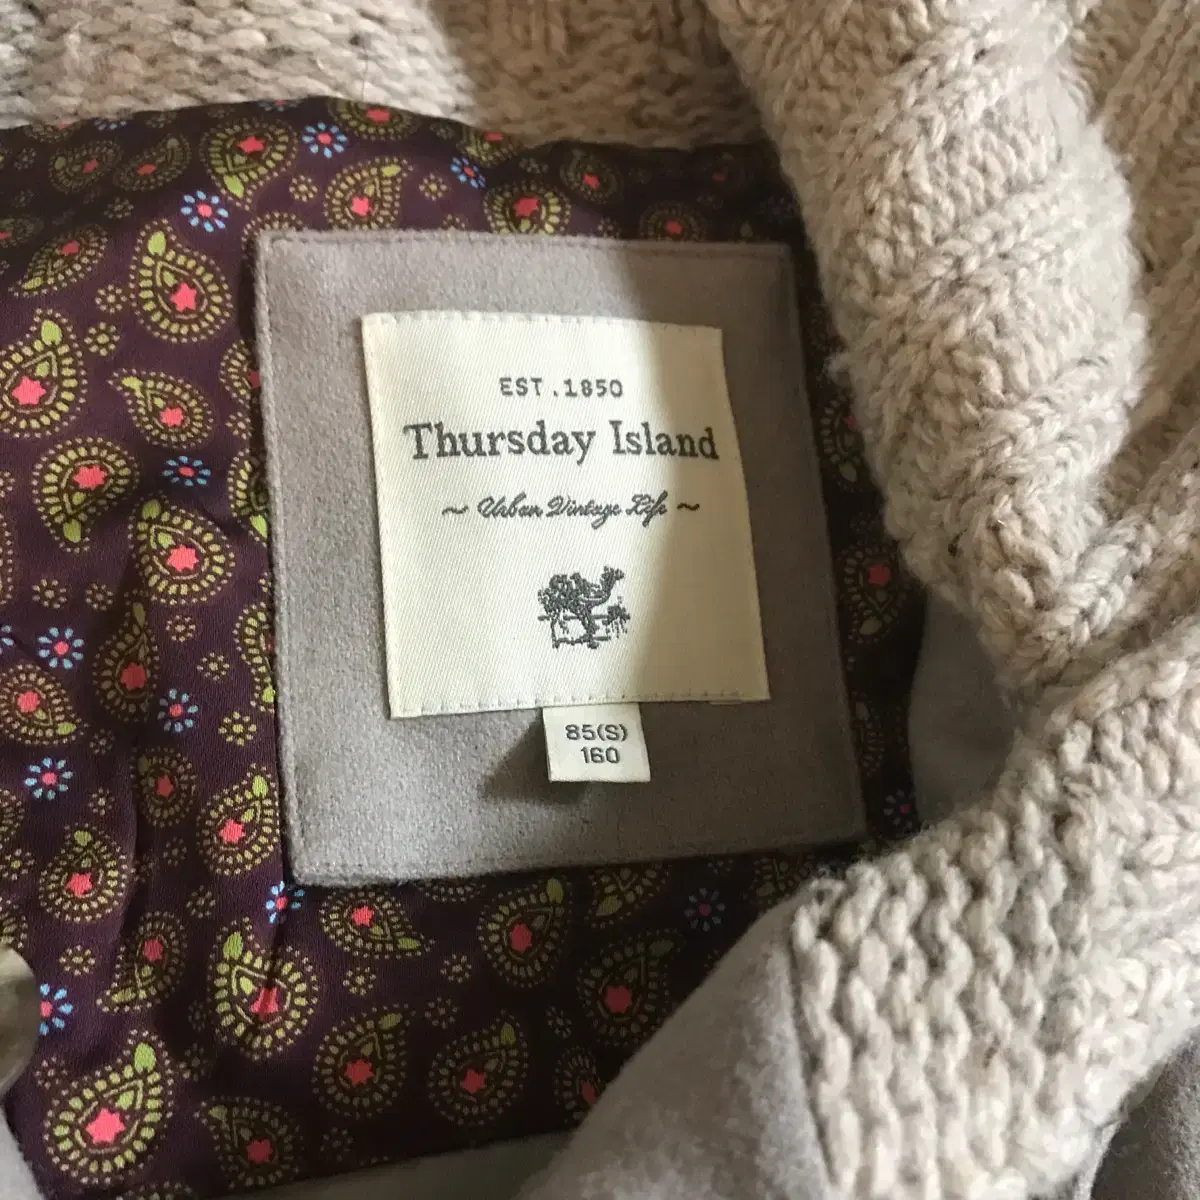 EST.1850
Thursday Island
~ Urban Vintage Life ~
85(S)
160